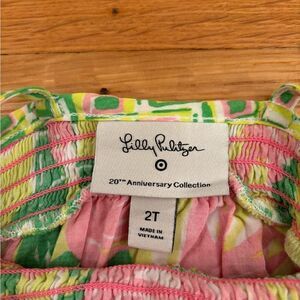 Lilly Pulitzer
20TH Anniversary Collection
2T
MADE IN
VIETNAM